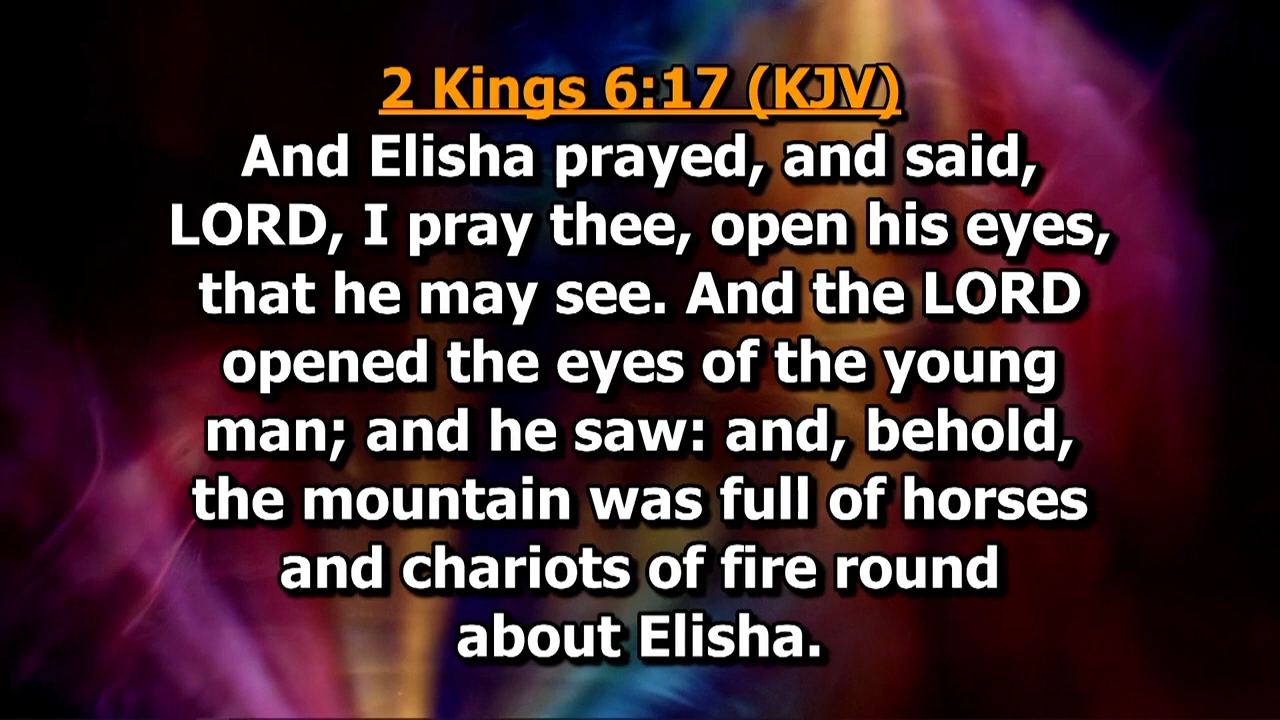 2 Kings 6:17 (KJV)
And Elisha prayed, and said,
LORD, I pray thee, open his eyes,
that he may see. And the LORD
opened the eyes of the young
man; and he saw: and, behold,
the mountain was full of horses
and chariots of fire round
about Elisha.